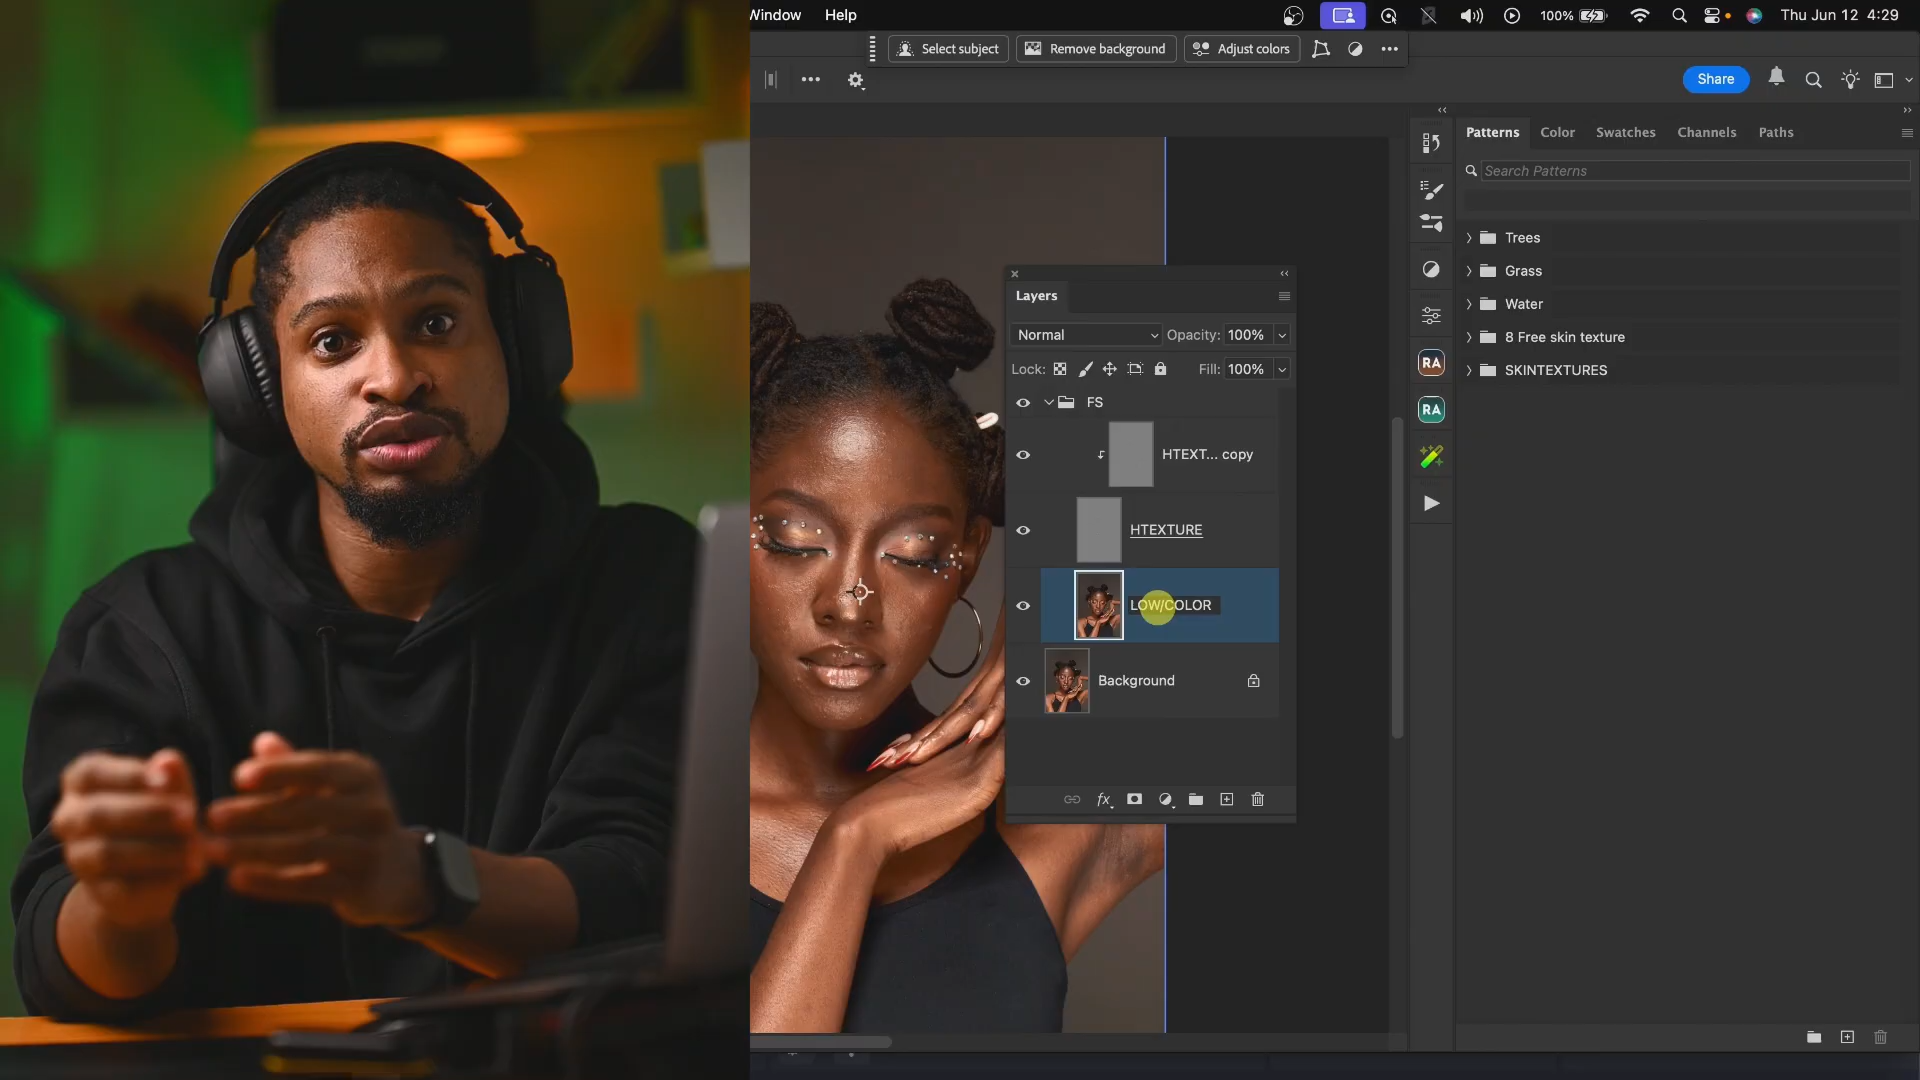 Window Help 100% Thu Jun 12 4:29
Select subject Remove background Adjust colors
Share
Patterns Color Swatches Channels Paths
Search Patterns
Trees
Grass
Water
8 Free skin texture
SKINTEXTURES
RA
RA
Layers
Normal Opacity: 100%
Lock: Fill: 100%
FS
HTEXT... copy
HTEXTURE
LOW/COLOR
Background
fx